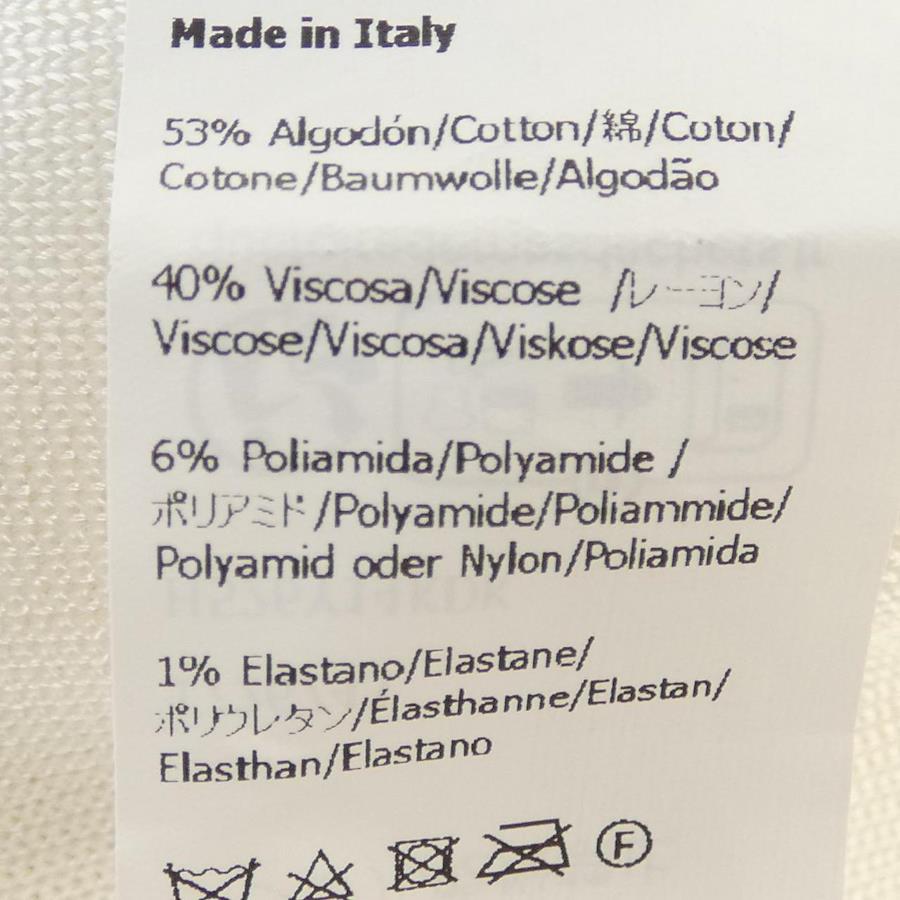 Made in Italy
53% Algodón/Cotton/綿/Coton/
Cotone/Baumwolle/Algodão
40% Viscosa/Viscose /レーヨン/
Viscose/Viscosa/Viskose/Viscose
6% Poliamida/Polyamide /
ポリアミド/Polyamide/Poliammide/
Polyamid oder Nylon/Poliamida
1% Elastano/Elastane/
ポリウレタン/Élasthanne/Elastan/
Elasthan/Elastano
F